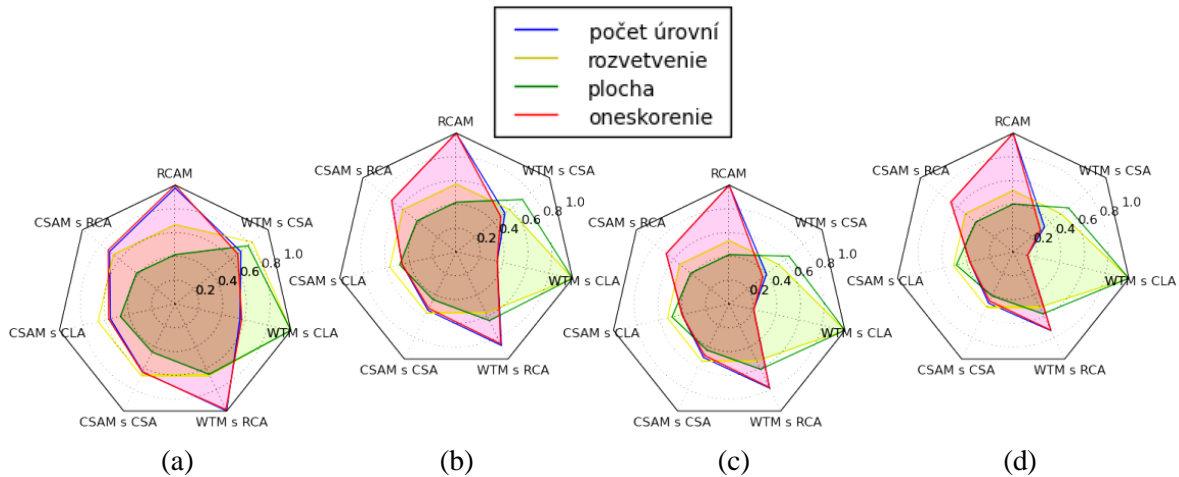 počet úrovní
rozvetvenie
plocha
oneskorenie
RCAM
CSAM s RCA
WTM s CSA
CSAM s CLA
WTM s CLA
CSAM s CSA
WTM s RCA
0.2
0.4
0.6
0.8
1.0
(a)
RCAM
CSAM s RCA
WTM s CSA
CSAM s CLA
WTM s CLA
CSAM s CSA
WTM s RCA
0.2
0.4
0.6
0.8
1.0
(b)
RCAM
CSAM s RCA
WTM s CSA
CSAM s CLA
WTM s CLA
CSAM s CSA
WTM s RCA
0.2
0.4
0.6
0.8
1.0
(c)
RCAM
CSAM s RCA
WTM s CSA
CSAM s CLA
WTM s CLA
CSAM s CSA
WTM s RCA
0.2
0.4
0.6
0.8
1.0
(d)